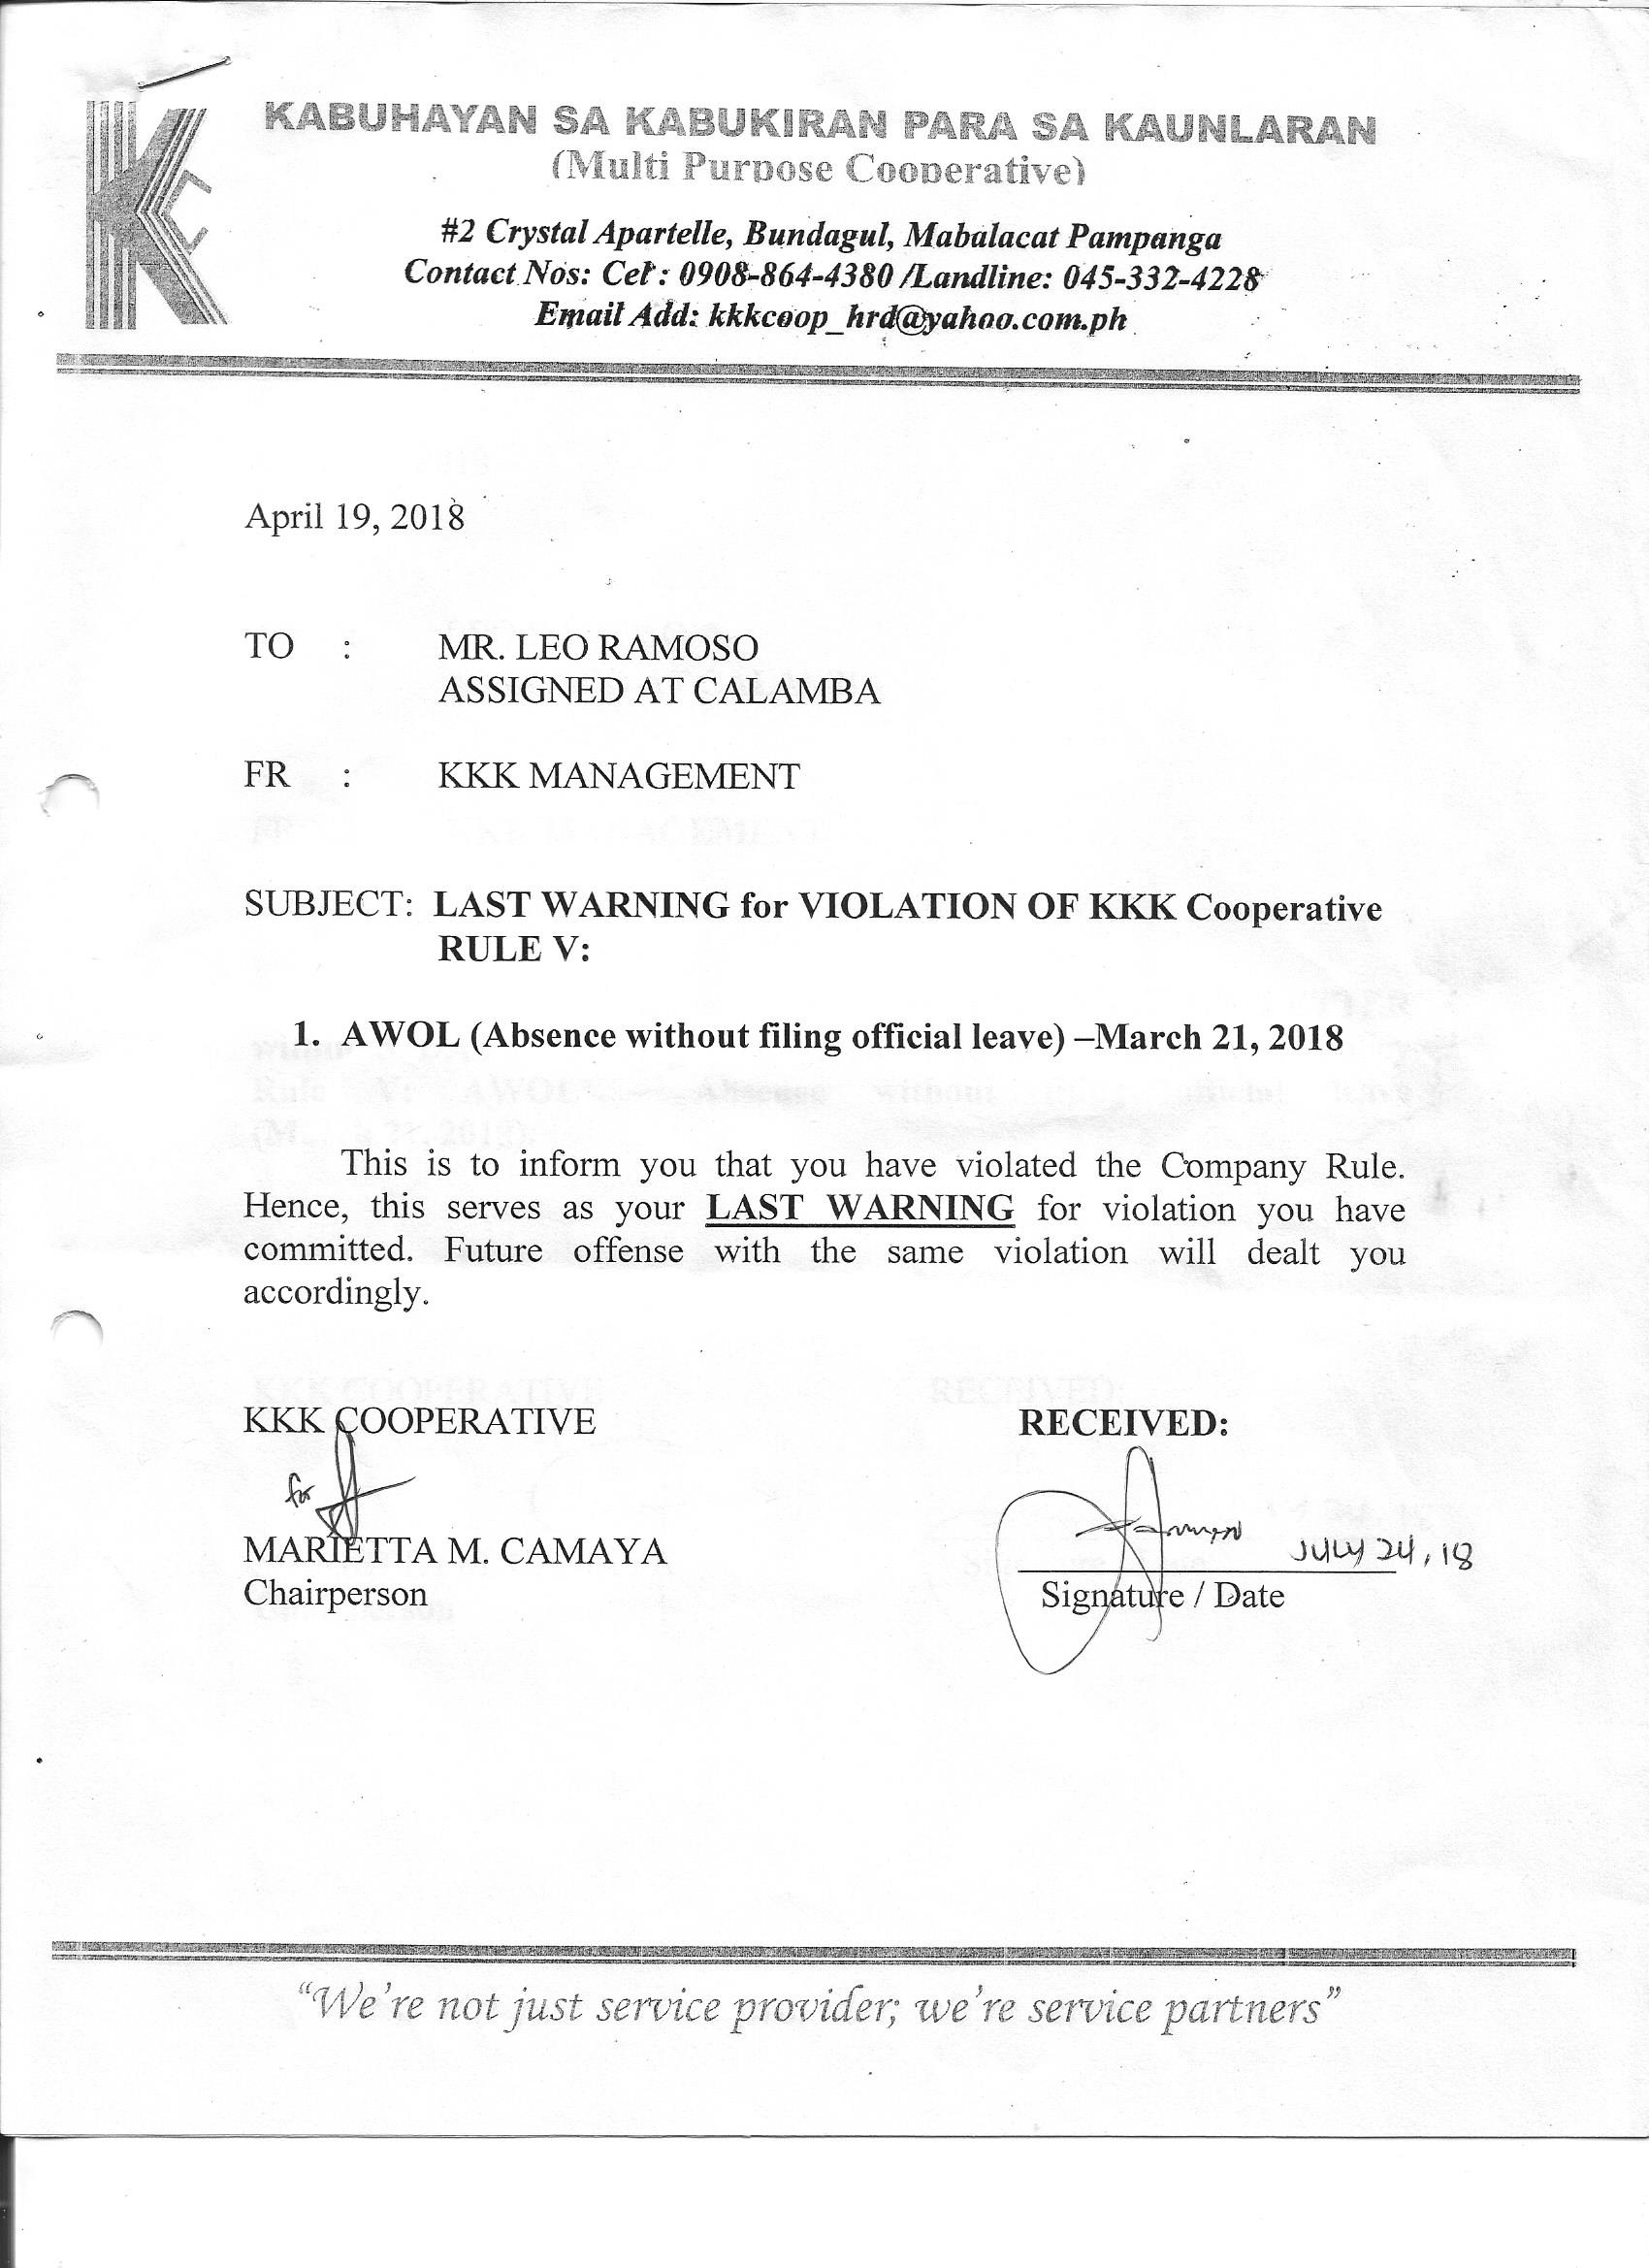 KABUHAYAN SA KABUKIRAN PARA SA KAUNLARAN
(Multi Purpose Cooperative)
#2 Crystal Apartelle, Bundagul, Mabalacat Pampanga
Contact Nos: Cel : 0908-864-4380 /Landline: 045-332-4228
Email Add: kkkcoop_hrd@yahoo.com.ph
April 19, 2018
TO : MR. LEO RAMOSO
ASSIGNED AT CALAMBA
FR : KKK MANAGEMENT
SUBJECT: LAST WARNING for VIOLATION OF KKK Cooperative
RULE V:
1. AWOL (Absence without filing official leave) –March 21, 2018
This is to inform you that you have violated the Company Rule.
Hence, this serves as your LAST WARNING for violation you have
committed. Future offense with the same violation will dealt you
accordingly.
KKK COOPERATIVE RECEIVED:
for
MARIETTA M. CAMAYA JULY 24, 18
Chairperson Signature / Date
“We're not just service provider; we're service partners”